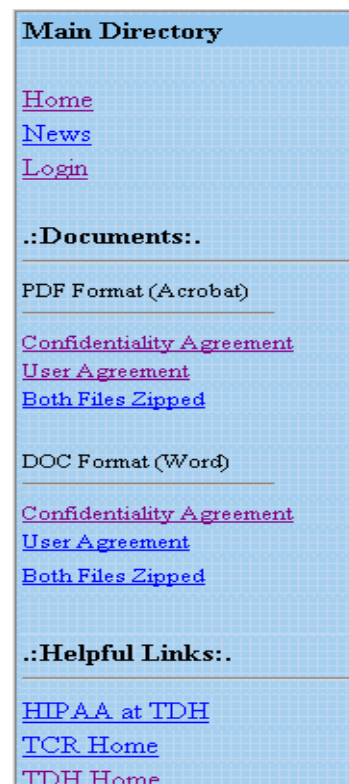 Main Directory
Home
News
Login
.:Documents:.
PDF Format (Acrobat)
Confidentiality Agreement
User Agreement
Both Files Zipped
DOC Format (Word)
Confidentiality Agreement
User Agreement
Both Files Zipped
.:Helpful Links:.
HIPAA at TDH
TCR Home
TDH Home